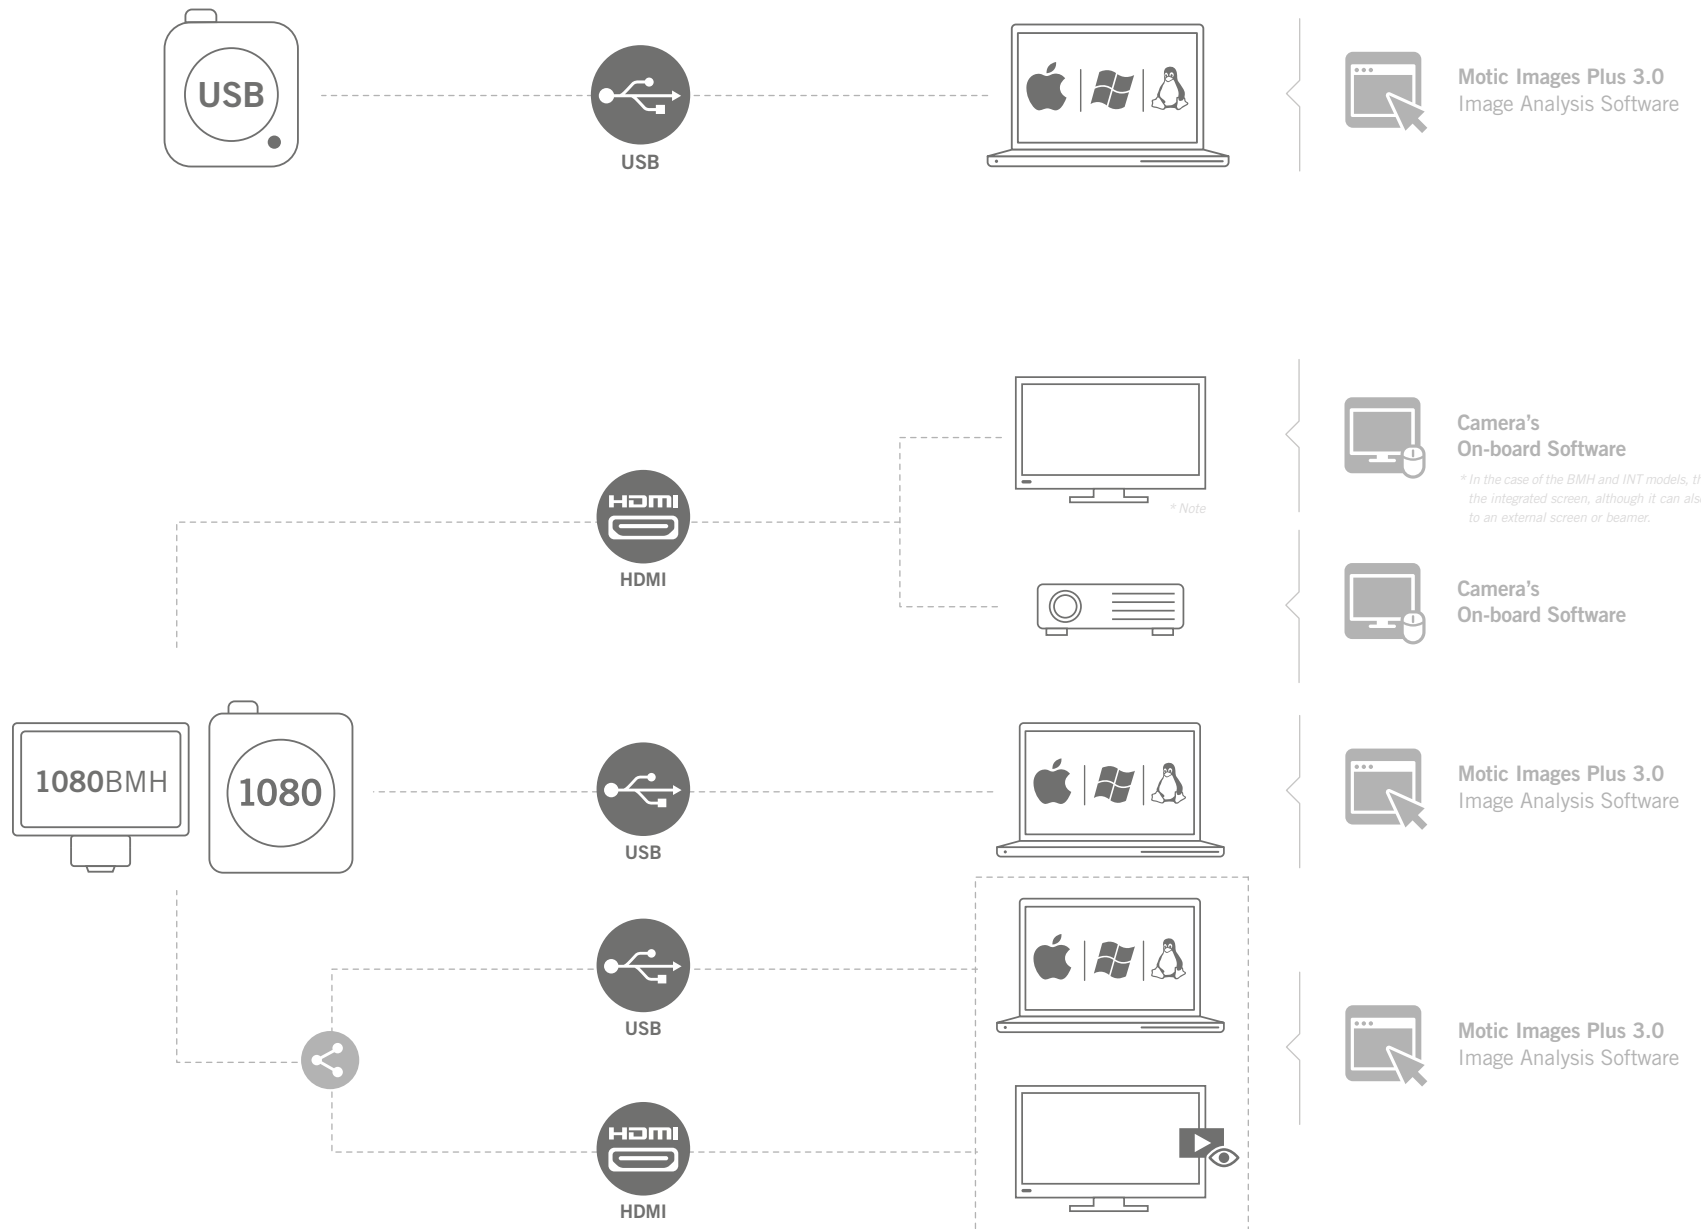 USB
USB
Motic Images Plus 3.0
Image Analysis Software
HDMI
HDMI
* Note
Camera's
On-board Software
* In the case of the BMH and INT models,
the integrated screen, although it can
to an external screen or beamer.
Camera's
On-board Software
1080BMH
1080
USB
Motic Images Plus 3.0
Image Analysis Software
USB
HDMI
HDMI
Motic Images Plus 3.0
Image Analysis Software